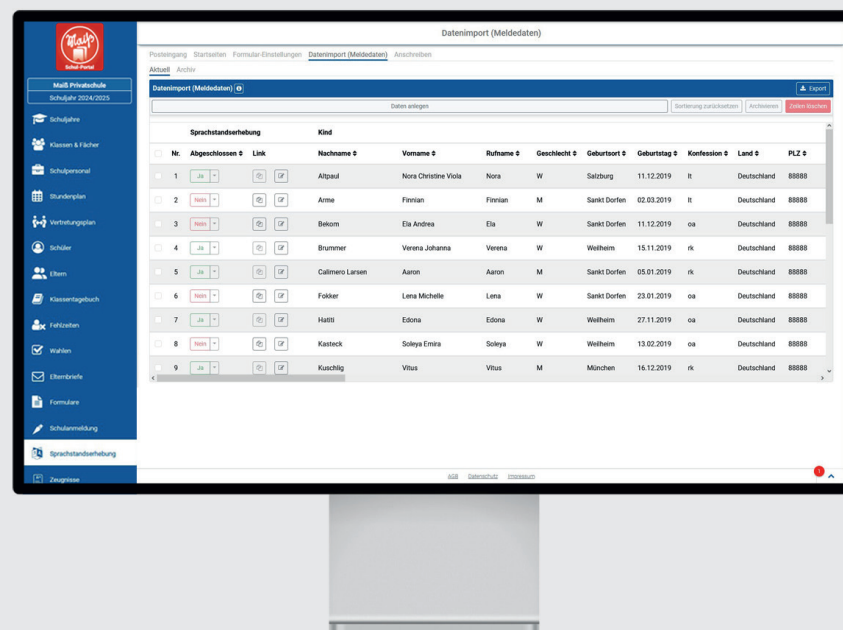 Maiß
Schul-Portal
Maiß Privatschule
Schuljahr 2024/2025
Schuljahre
Klassen & Fächer
Schulpersonal
Stundenplan
Vertretungsplan
Schüler
Eltern
Klassentagebuch
Fehlzeiten
Wahlen
Elternbriefe
Formulare
Schulanmeldung
Sprachstandserhebung
Zeugnisse
Datenimport (Meldedaten)
Posteingang Startseiten Formular-Einstellungen Datenimport (Meldedaten) Anschreiben
Aktuell Archiv
Datenimport (Meldedaten) Export
Daten anlegen Sortierung zurücksetzen Archivieren Zeilen löschen
Sprachstandserhebung Kind
Nr. Abgeschlossen Link Nachname Vorname Rufname Geschlecht Geburtsort Geburtstag Konfession Land PLZ
1 Ja Altpaul Nora Christine Viola Nora W Salzburg 11.12.2019 lt Deutschland 88888
2 Nein Arme Finnian Finnian M Sankt Dorfen 02.03.2019 lt Deutschland 88888
3 Nein Bekom Ela Andrea Ela W Sankt Dorfen 11.12.2019 oa Deutschland 88888
4 Ja Brummer Verena Johanna Verena W Weilheim 15.11.2019 rk Deutschland 88888
5 Ja Calimero Larsen Aaron Aaron M Sankt Dorfen 05.01.2019 rk Deutschland 88888
6 Nein Fokker Lena Michelle Lena W Sankt Dorfen 23.01.2019 oa Deutschland 88888
7 Ja Hatiti Edona Edona W Weilheim 27.11.2019 oa Deutschland 88888
8 Nein Kasteck Soleya Emira Soleya W Weilheim 13.02.2019 oa Deutschland 88888
9 Ja Kuschlig Vitus Vitus M München 16.12.2019 rk Deutschland 88888
AGB Datenschutz Impressum
1